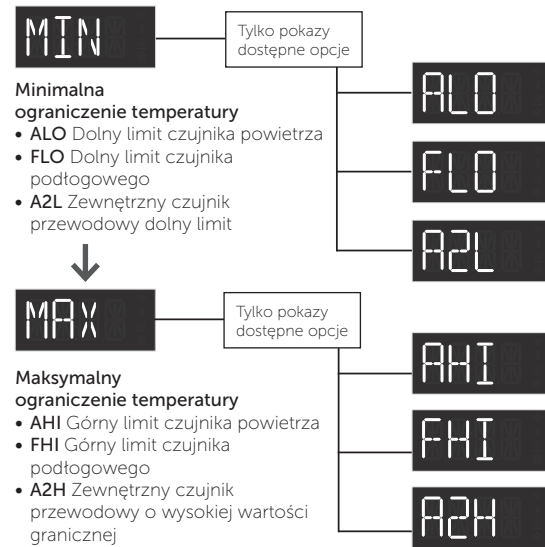 MIN
Tylko pokazy
dostępne opcje
Minimalna
ograniczenie temperatury
• ALO Dolny limit czujnika powietrza
• FLO Dolny limit czujnika
podłogowego
• A2L Zewnętrzny czujnik
przewodowy dolny limit
ALO
FLO
A2L
MAX
Tylko pokazy
dostępne opcje
Maksymalny
ograniczenie temperatury
• AHI Górny limit czujnika powietrza
• FHI Górny limit czujnika
podłogowego
• A2H Zewnętrzny czujnik
przewodowy o wysokiej wartości
granicznej
AHI
FHI
A2H